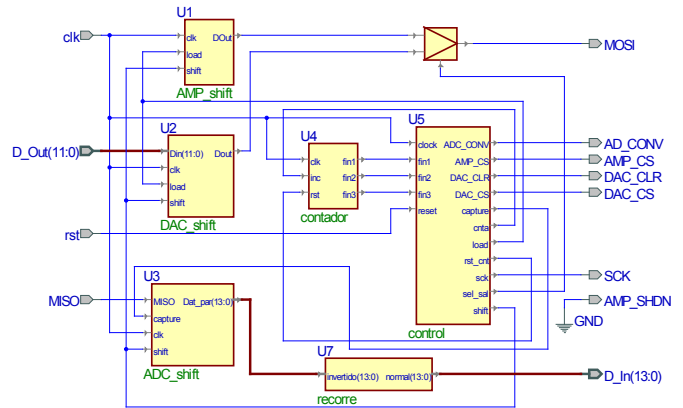 U1
clk
clk
DOut
load
shift
AMP_shift
MOSI
U2
D_Out(11:0)
Din(11:0)
Dout
clk
load
shift
DAC_shift
U4
clk
fin1
inc
fin2
rst
fin3
contador
U5
clock
ADC_CONV
fin1
AMP_CS
fin2
DAC_CLR
fin3
DAC_CS
reset
capture
cnta
load
rst_cnt
sck
sel_sal
shift
control
AD_CONV
AMP_CS
DAC_CLR
DAC_CS
rst
U3
MISO
MISO
Dat_par(13:0)
capture
clk
shift
ADC_shift
SCK
AMP_SHDN
GND
U7
invertido(13:0)
normal(13:0)
recorre
D_In(13:0)